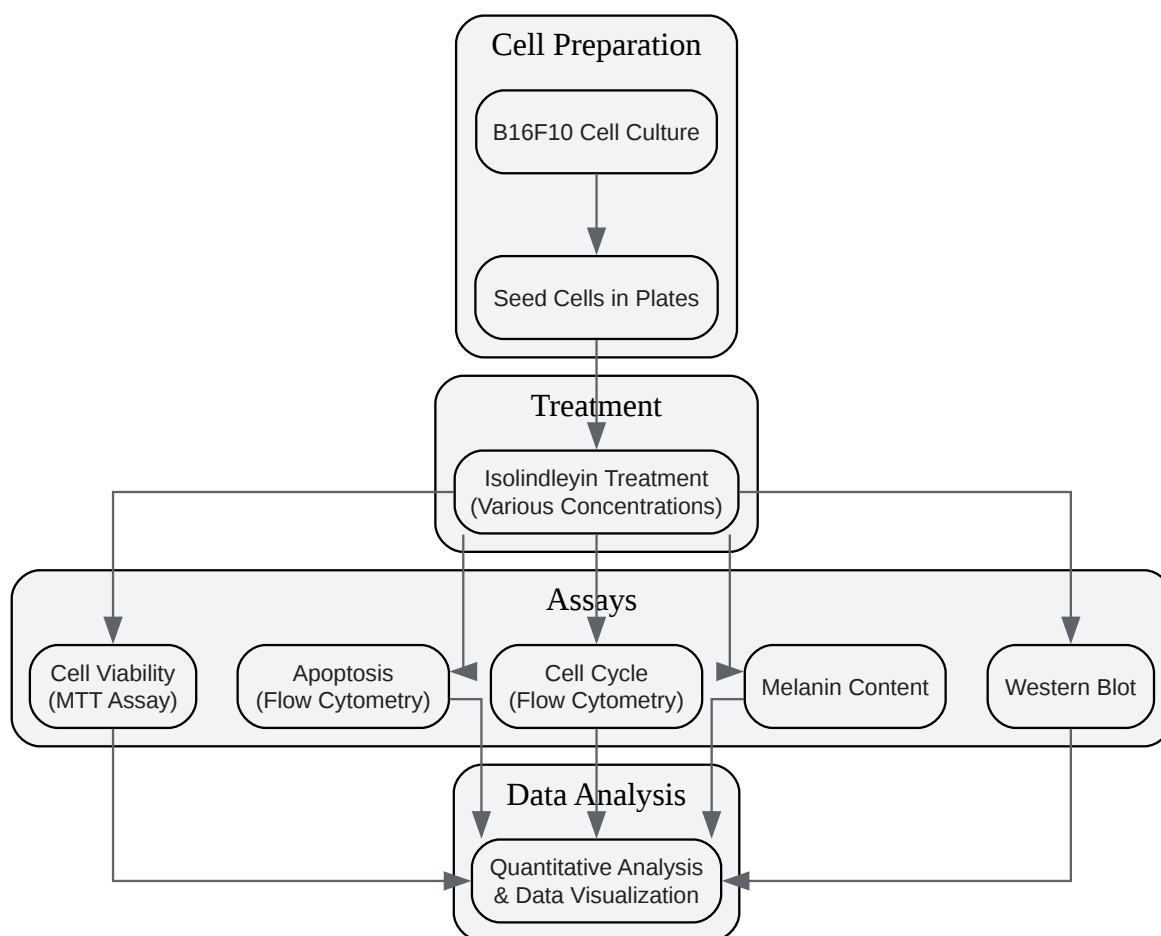 Cell Preparation
B16F10 Cell Culture
Seed Cells in Plates
Treatment
Isolindleyin Treatment
(Various Concentrations)
Assays
Cell Viability
(MTT Assay)
Apoptosis
(Flow Cytometry)
Cell Cycle
(Flow Cytometry)
Melanin Content
Western Blot
Data Analysis
Quantitative Analysis
& Data Visualization